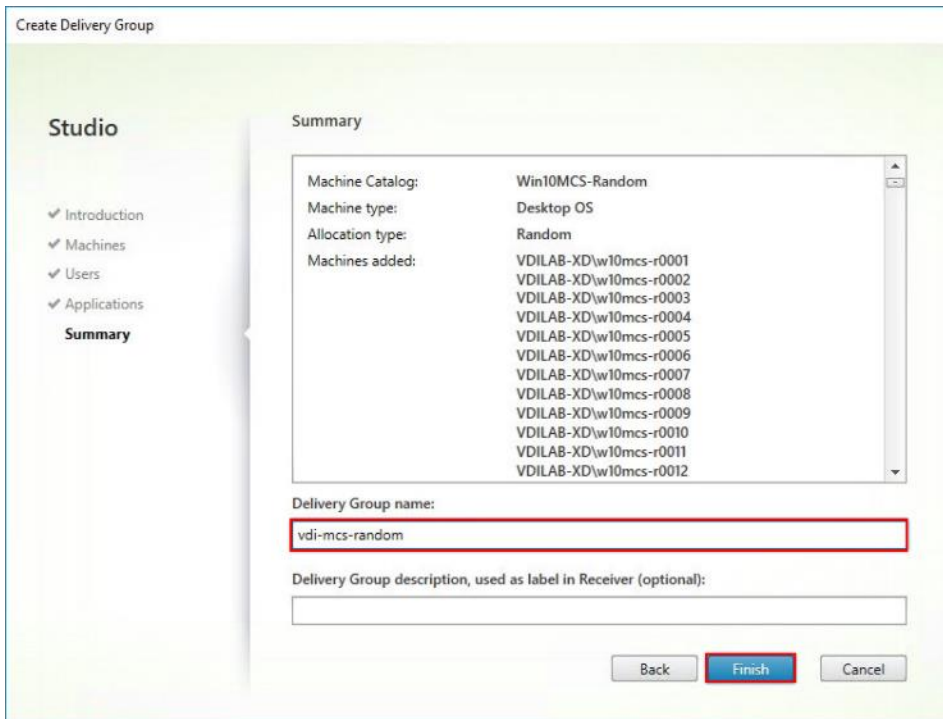 Create Delivery Group
Studio
Introduction
Machines
Users
Applications
Summary
Summary
Machine Catalog: Win10MCS-Random
Machine type: Desktop OS
Allocation type: Random
Machines added: VDILAB-XD\w10mcs-r0001
VDILAB-XD\w10mcs-r0002
VDILAB-XD\w10mcs-r0003
VDILAB-XD\w10mcs-r0004
VDILAB-XD\w10mcs-r0005
VDILAB-XD\w10mcs-r0006
VDILAB-XD\w10mcs-r0007
VDILAB-XD\w10mcs-r0008
VDILAB-XD\w10mcs-r0009
VDILAB-XD\w10mcs-r0010
VDILAB-XD\w10mcs-r0011
VDILAB-XD\w10mcs-r0012
Delivery Group name:
vdi-mcs-random
Delivery Group description, used as label in Receiver (optional):
Back Finish Cancel